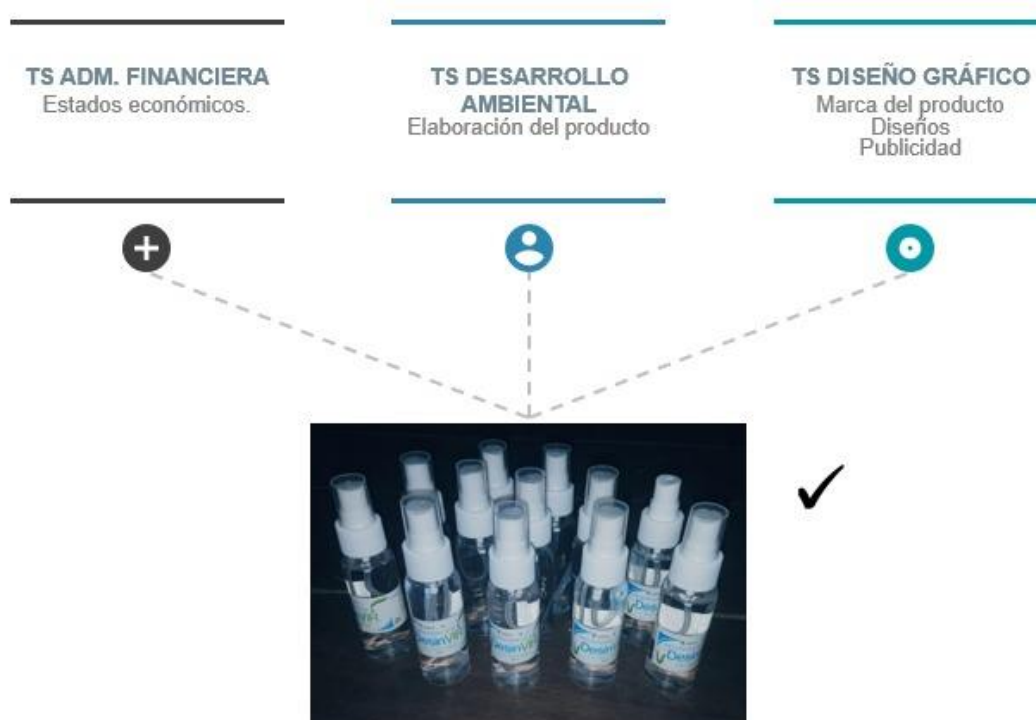 TS ADM. FINANCIERA
Estados económicos.
TS DESARROLLO
AMBIENTAL
Elaboración del producto
TS DISEÑO GRÁFICO
Marca del producto
Diseños
Publicidad
DesinVIR